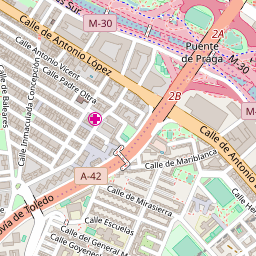 M-30
2A
Calle de Antonio López
Puente
de Praga
M-30
Calle Antonio Vicent
Calle Padre Oltra
2B
Calle de Baleares
Calle Inmaculada Concepción
Calle de Antonio
A-42
Calle de Mariblanca
Calle de Mirasierra
Vía de Toledo
Calle Escuelas
Calle del General M
Calle Goyenec